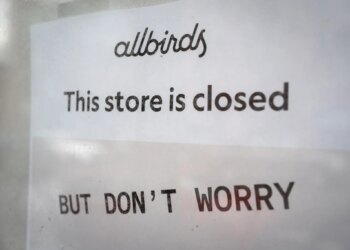 allbirds
This store is closed
BUT DON'T WORRY